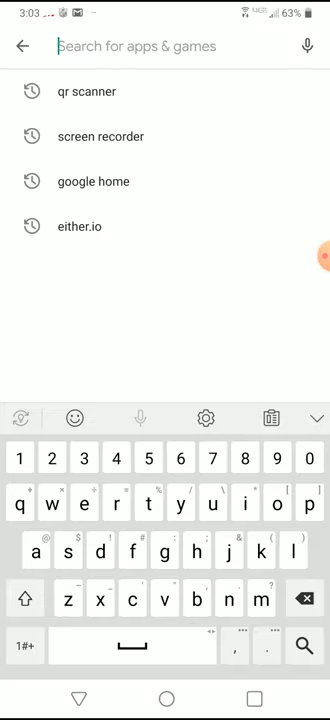 3:03
63%
Search for apps & games
qr scanner
screen recorder
google home
either.io
1 2 3 4 5 6 7 8 9 0
q w e r t y u i o p
a s d f g h j k l
z x c v b n m
1#+ , .